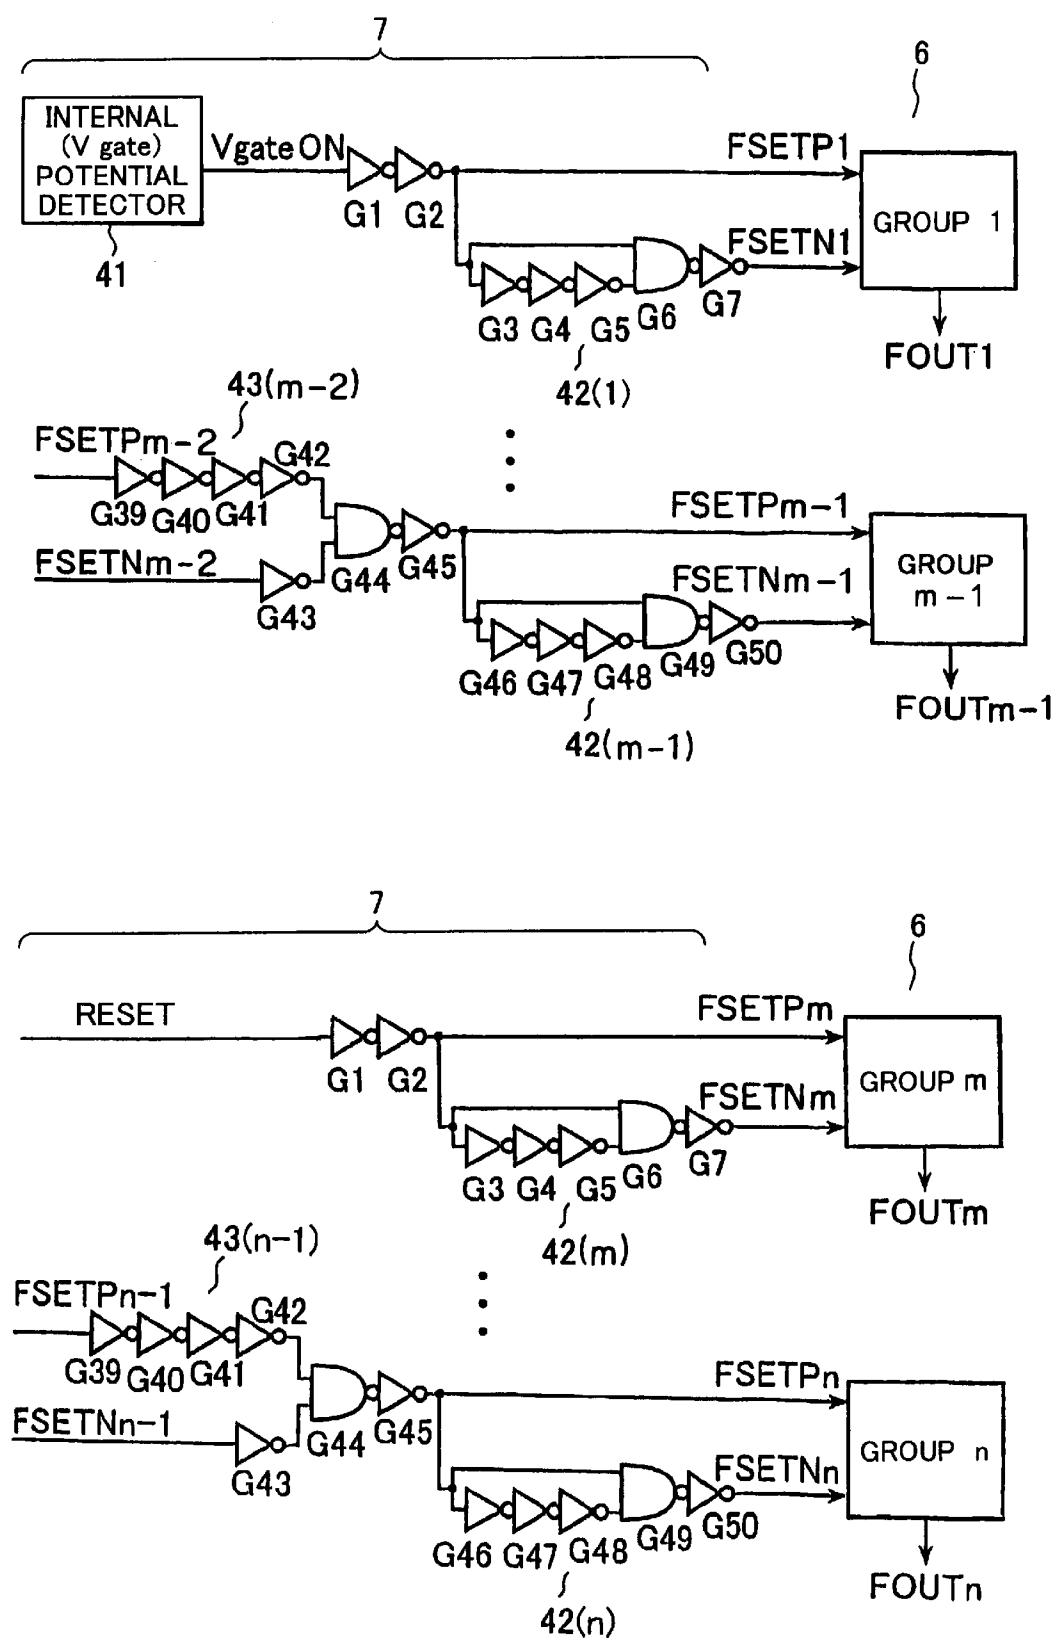 7
6
INTERNAL
(V gate)
POTENTIAL
DETECTOR
41
VgateON
G1
G2
FSETP1
FSETN1
GROUP 1
G3
G4
G5
G6
G7
42(1)
FOUT1
43(m-2)
FSETPm-2
G42
G39
G40
G41
FSETNm-2
G43
G44
G45
FSETPm-1
FSETNm-1
GROUP
m-1
G46
G47
G48
G49
G50
42(m-1)
FOUTm-1
7
6
RESET
G1
G2
FSETPm
FSETNm
GROUP m
G3
G4
G5
G6
G7
42(m)
FOUTm
43(n-1)
FSETPn-1
G42
G39
G40
G41
FSETNn-1
G43
G44
G45
FSETPn
FSETNn
GROUP n
G46
G47
G48
G49
G50
42(n)
FOUTn